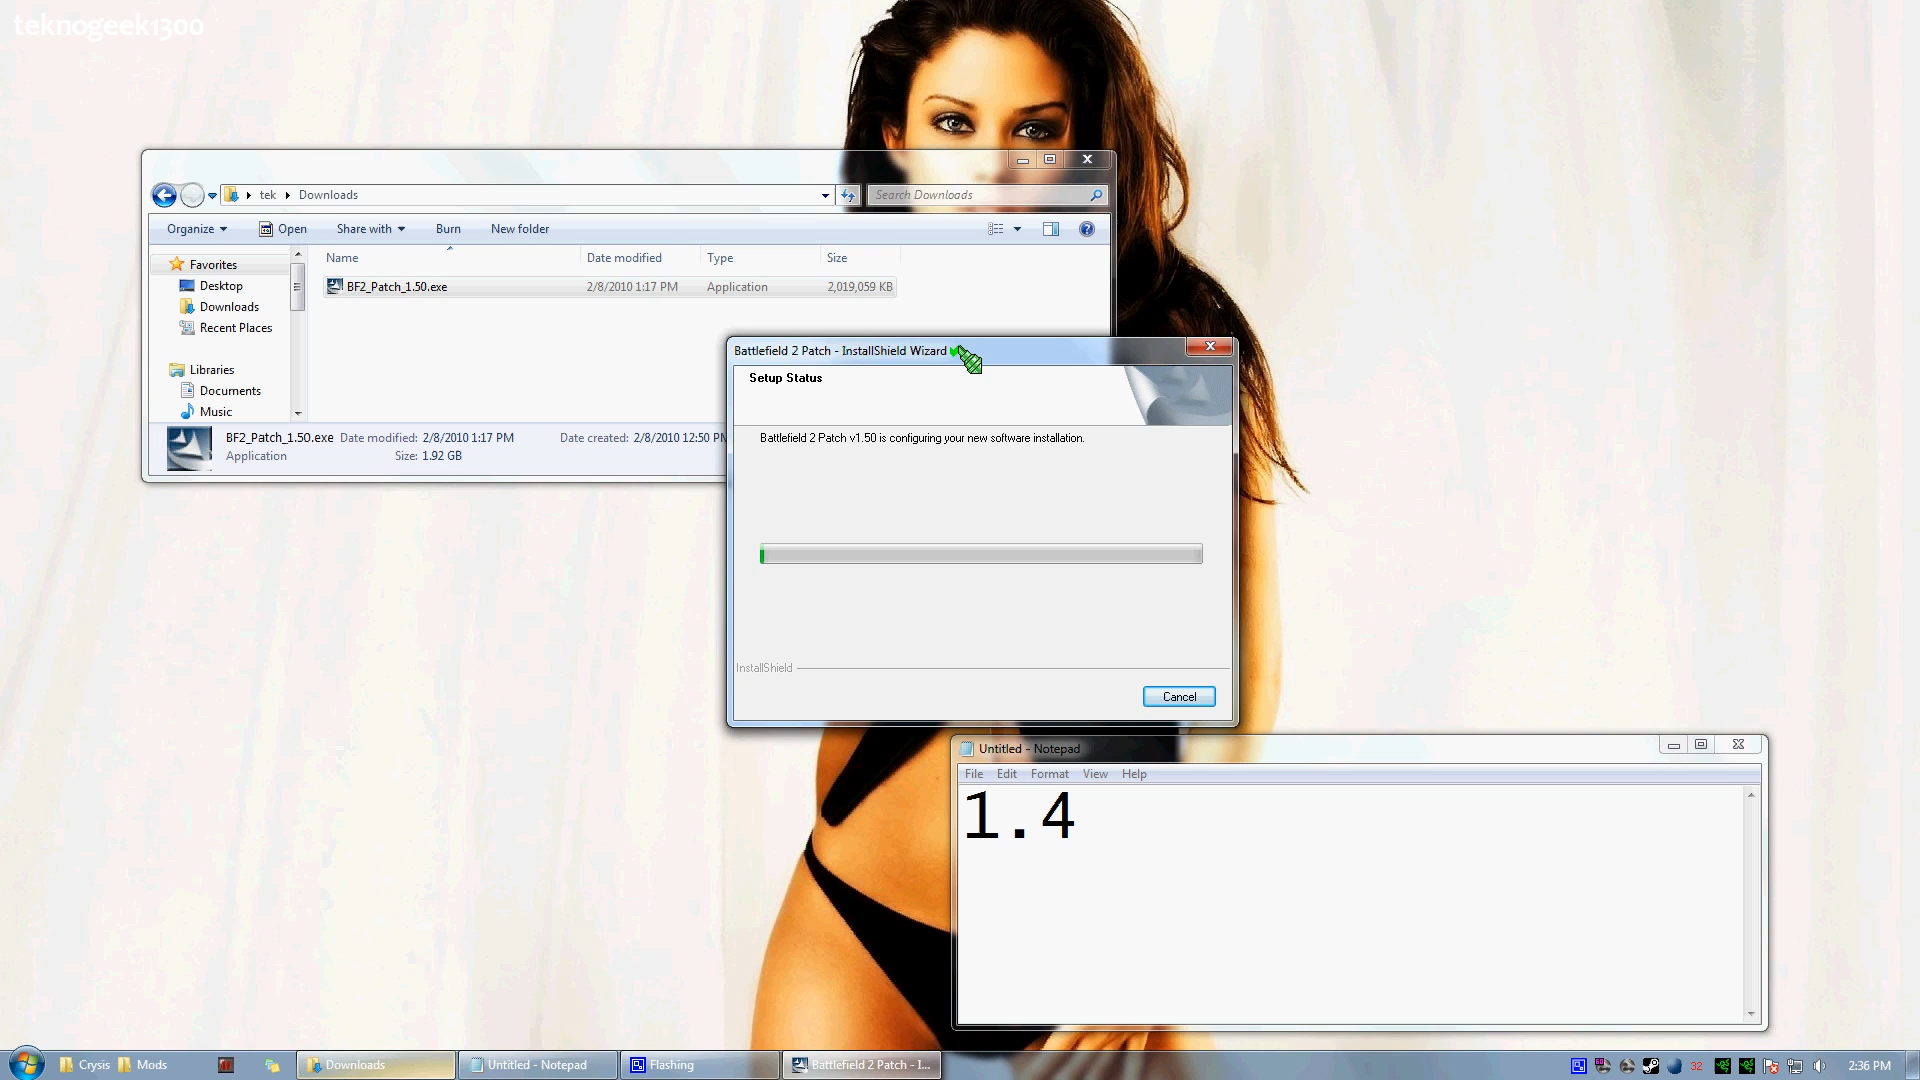 teknogeek1300
tek Downloads
Search Downloads
Organize Open Share with Burn New folder
Name Date modified Type Size
Favorites
BF2_Patch_1.50.exe 2/8/2010 1:17 PM Application 2,019,059 KB
Desktop
Downloads
Recent Places
Libraries
Documents
Music
BF2_Patch_1.50.exe Date modified: 2/8/2010 1:17 PM Date created: 2/8/2010 12:50 PM
Application Size: 1.92 GB
Battlefield 2 Patch - InstallShield Wizard
Setup Status
Battlefield 2 Patch v1.50 is configuring your new software installation.
InstallShield
Cancel
Untitled - Notepad
File Edit Format View Help
1.4
Crysis Mods Downloads Untitled - Notepad Flashing Battlefield 2 Patch - I... 32 2:36 PM